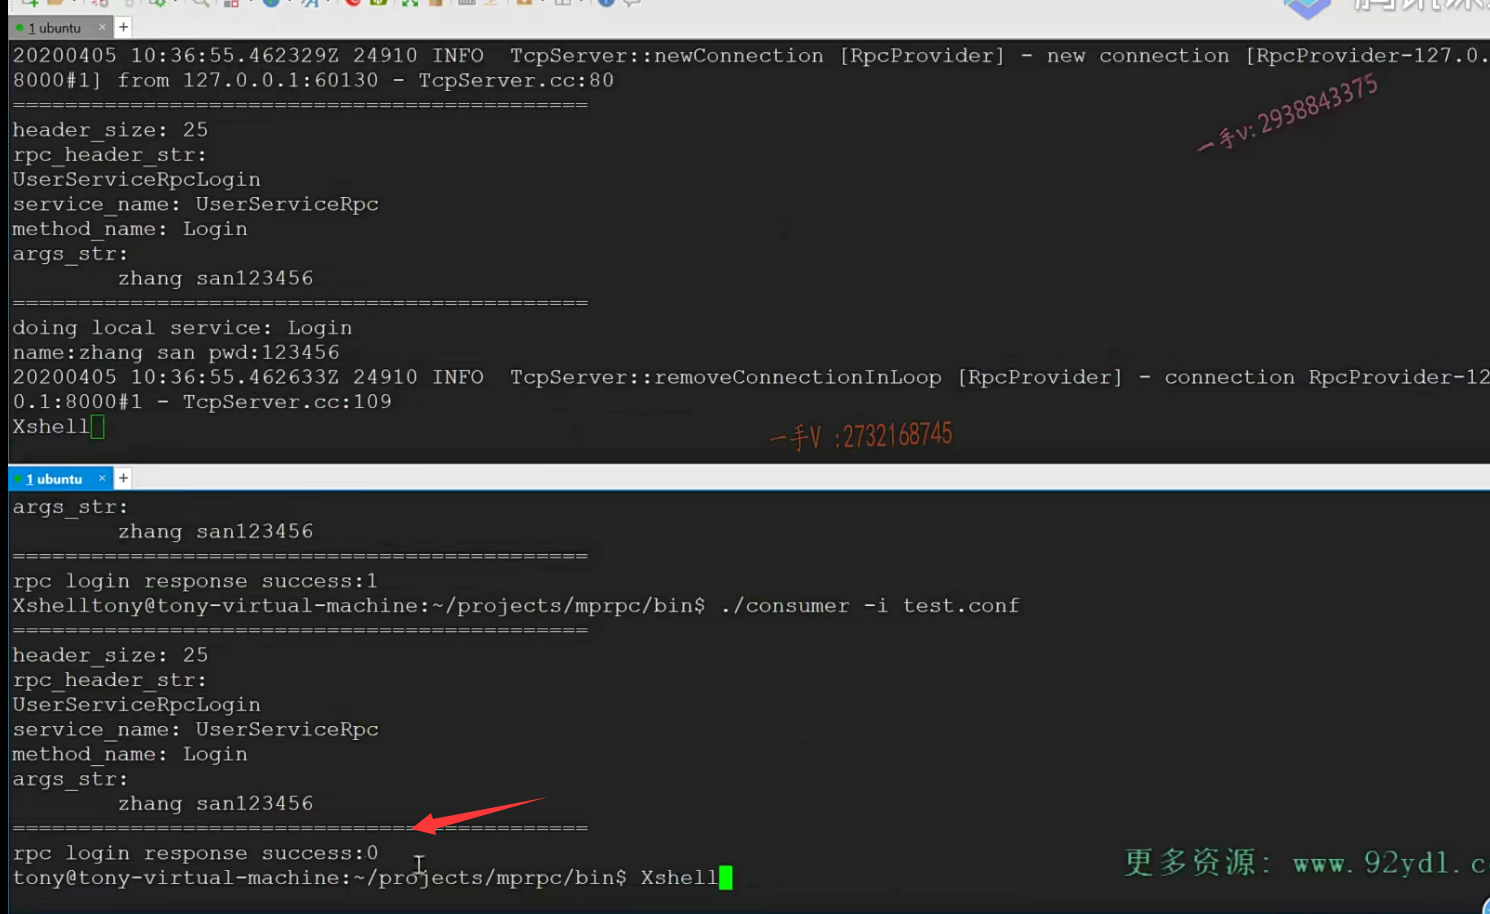 1 ubuntu × +
20200405 10:36:55.462329Z 24910 INFO  TcpServer::newConnection [RpcProvider] - new connection [RpcProvider-127.0.
8000#1] from 127.0.0.1:60130 - TcpServer.cc:80
============================================
header_size: 25
rpc_header_str:
UserServiceRpcLogin
service_name: UserServiceRpc
method_name: Login
args_str:
zhang san123456
============================================
doing local service: Login
name:zhang san pwd:123456
20200405 10:36:55.462633Z 24910 INFO  TcpServer::removeConnectionInLoop [RpcProvider] - connection RpcProvider-12
0.1:8000#1 - TcpServer.cc:109
Xshell
一手v:2938843375
一手V :2732168745
1 ubuntu × +
args_str:
zhang san123456
============================================
rpc login response success:1
Xshelltony@tony-virtual-machine:~/projects/mprpc/bin$ ./consumer -i test.conf
============================================
header_size: 25
rpc_header_str:
UserServiceRpcLogin
service_name: UserServiceRpc
method_name: Login
args_str:
zhang san123456
============================================
rpc login response success:0
tony@tony-virtual-machine:~/projects/mprpc/bin$ Xshell
更多资源: www.92ydl.c